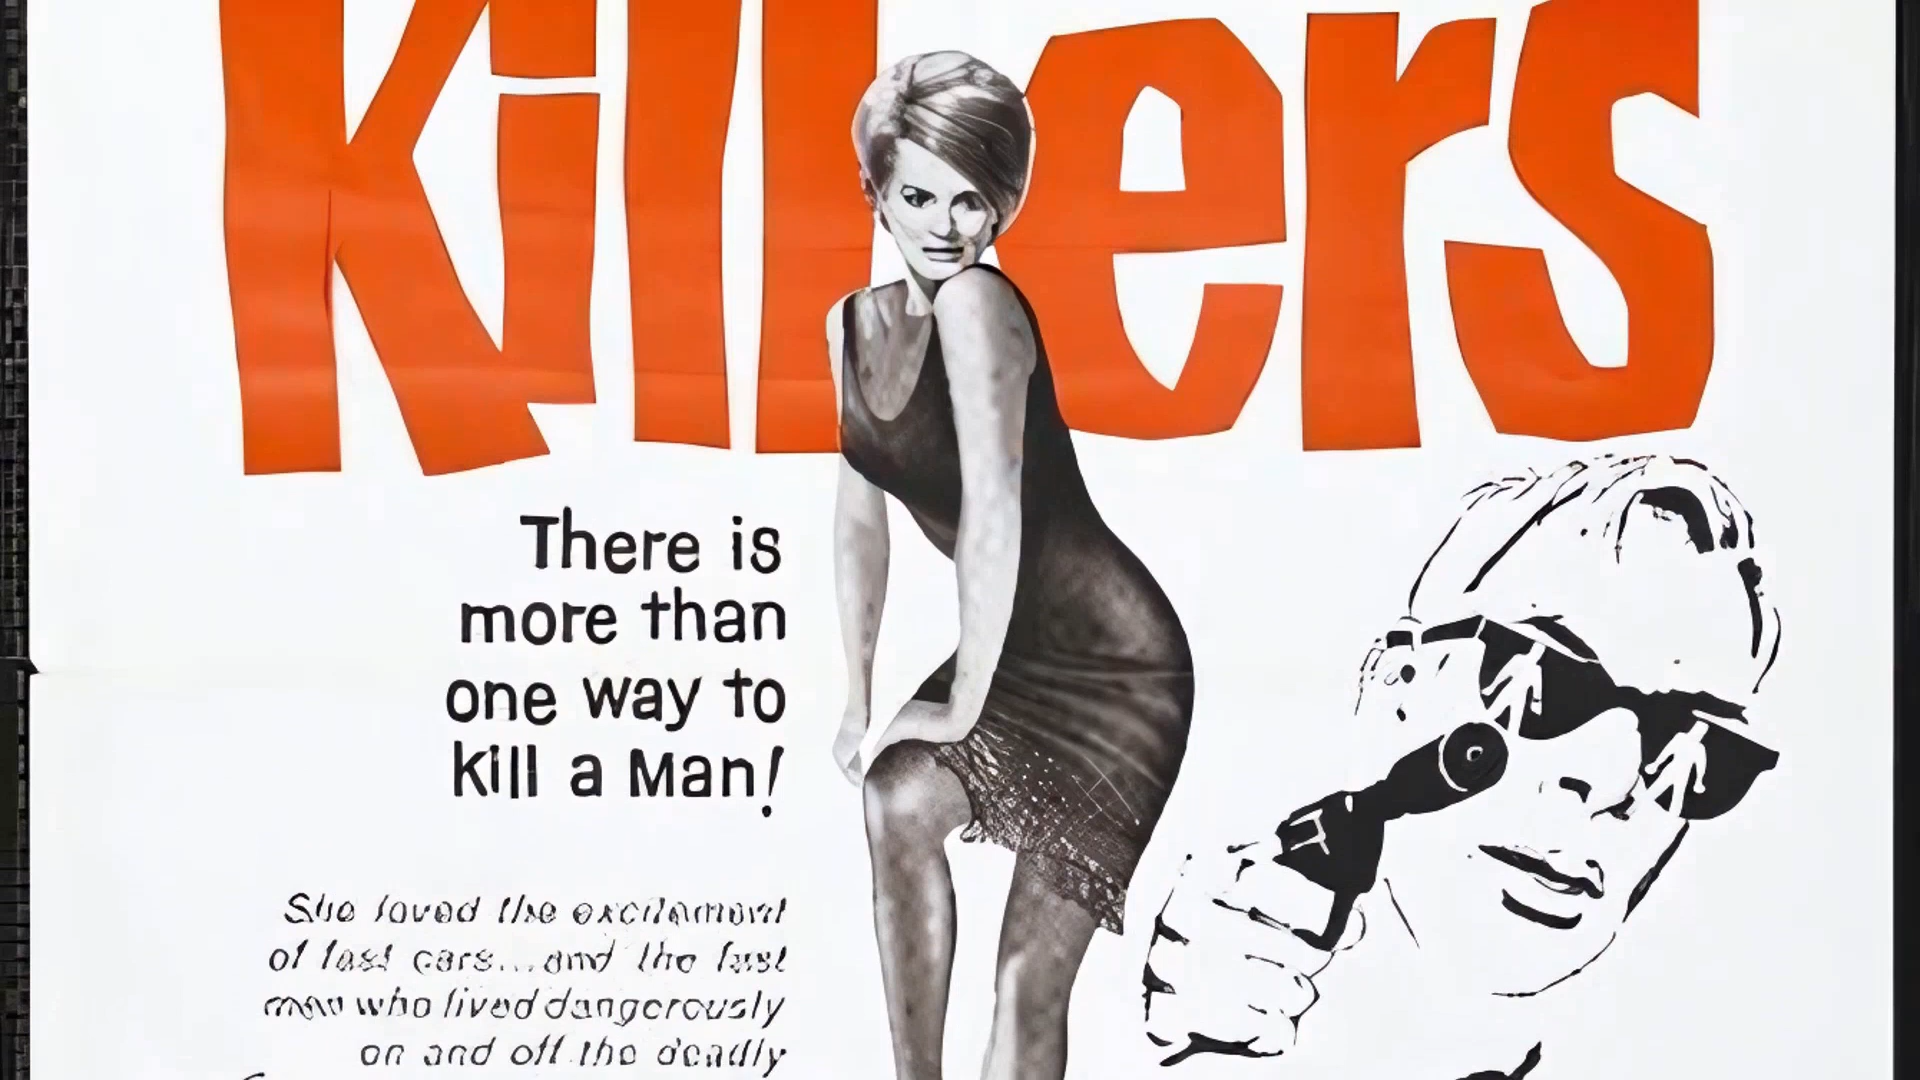 Killers
There is
more than
one way to
kill a Man!
She loved the excitement
of fast cars...and the fast
men who lived dangerously
on and off the deadly